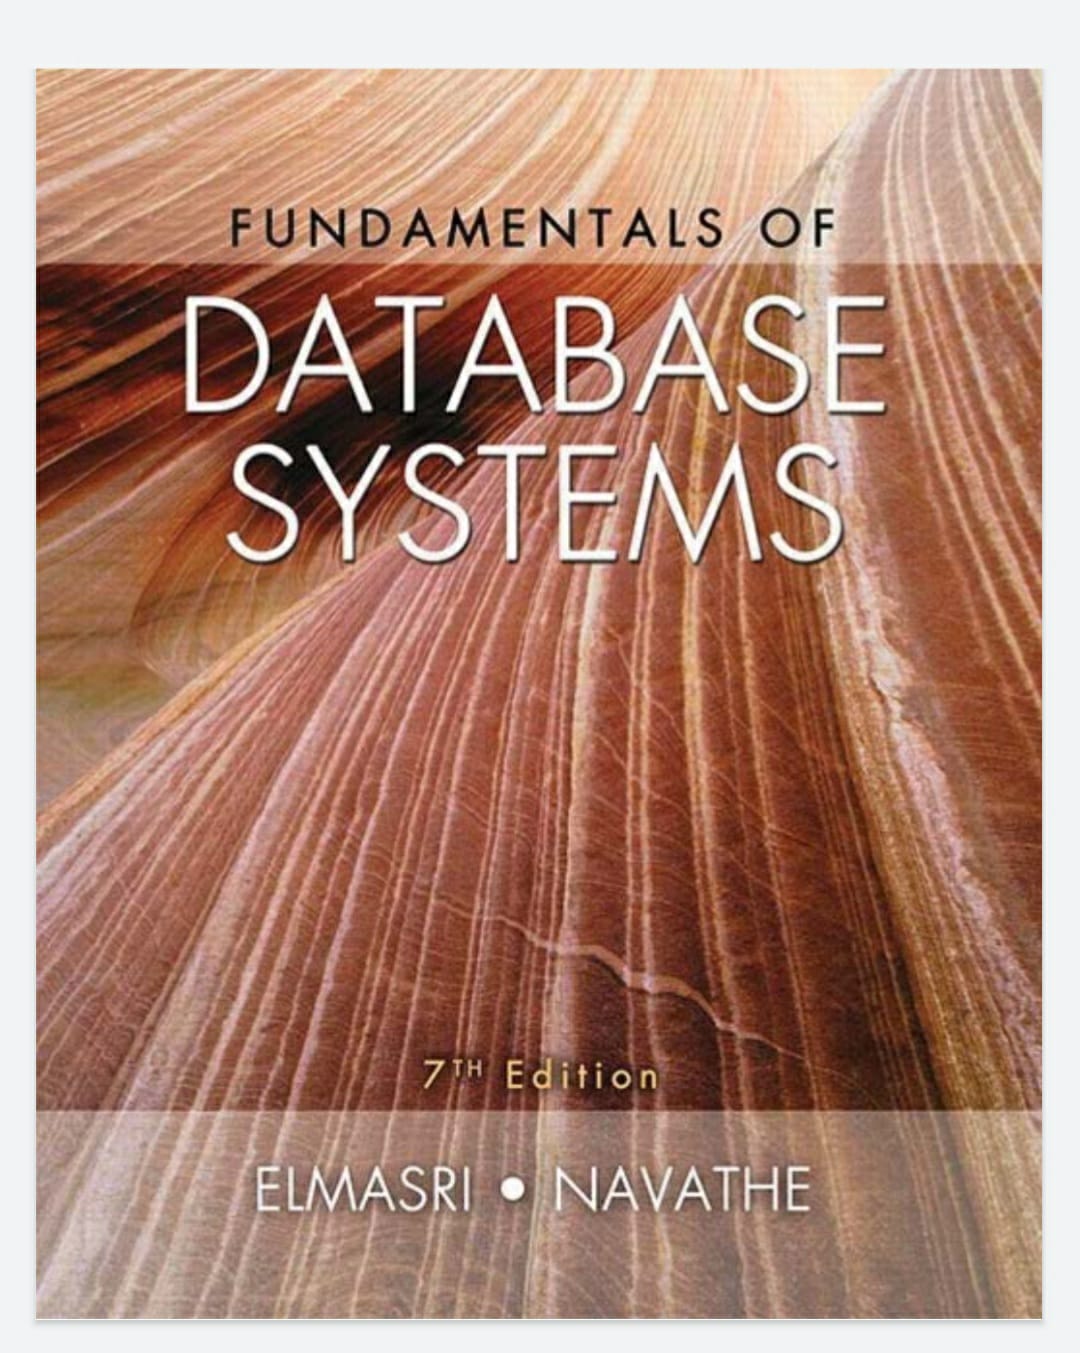 FUNDAMENTALS OF
DATABASE
SYSTEMS
7TH Edition
ELMASRI • NAVATHE